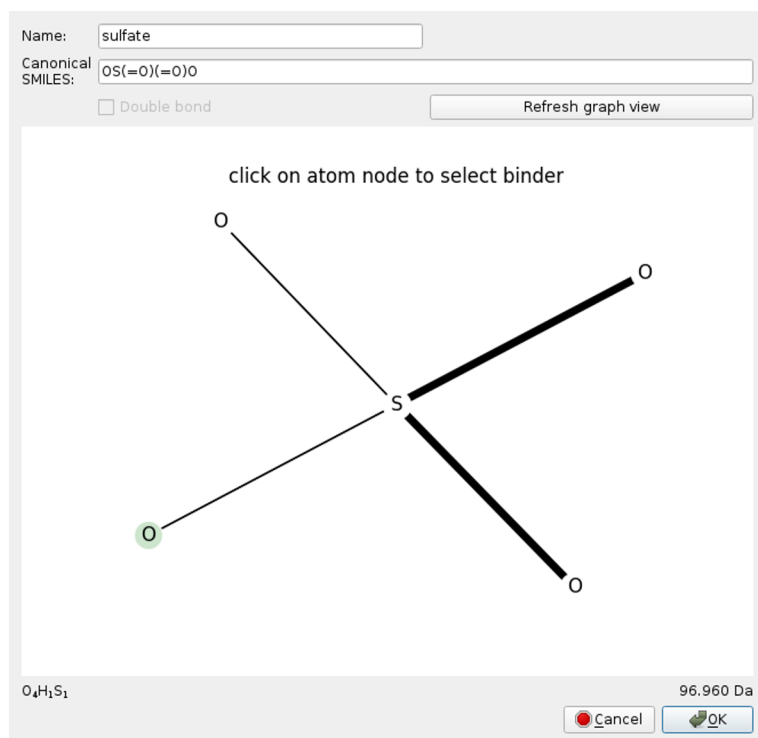 Name: sulfate
Canonical SMILES: OS(=O)(=O)O
Double bond Refresh graph view
click on atom node to select binder
O
O
S
O
O
O₄H₁S₁ 96.960 Da
Cancel OK